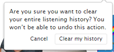 Are you sure you want to clear
your entire listening history? You
won't be able to undo this action.
Cancel Clear my history